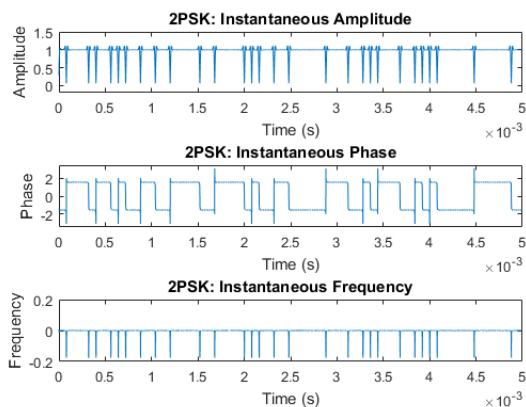 2PSK: Instantaneous Amplitude
Amplitude
1.5
1
0.5
0
0 0.5 1 1.5 2 2.5 3 3.5 4 4.5 5
Time (s)
×10⁻³
2PSK: Instantaneous Phase
Phase
2
0
-2
0 0.5 1 1.5 2 2.5 3 3.5 4 4.5 5
Time (s)
×10⁻³
2PSK: Instantaneous Frequency
Frequency
0.2
0
-0.2
0 0.5 1 1.5 2 2.5 3 3.5 4 4.5 5
Time (s)
×10⁻³